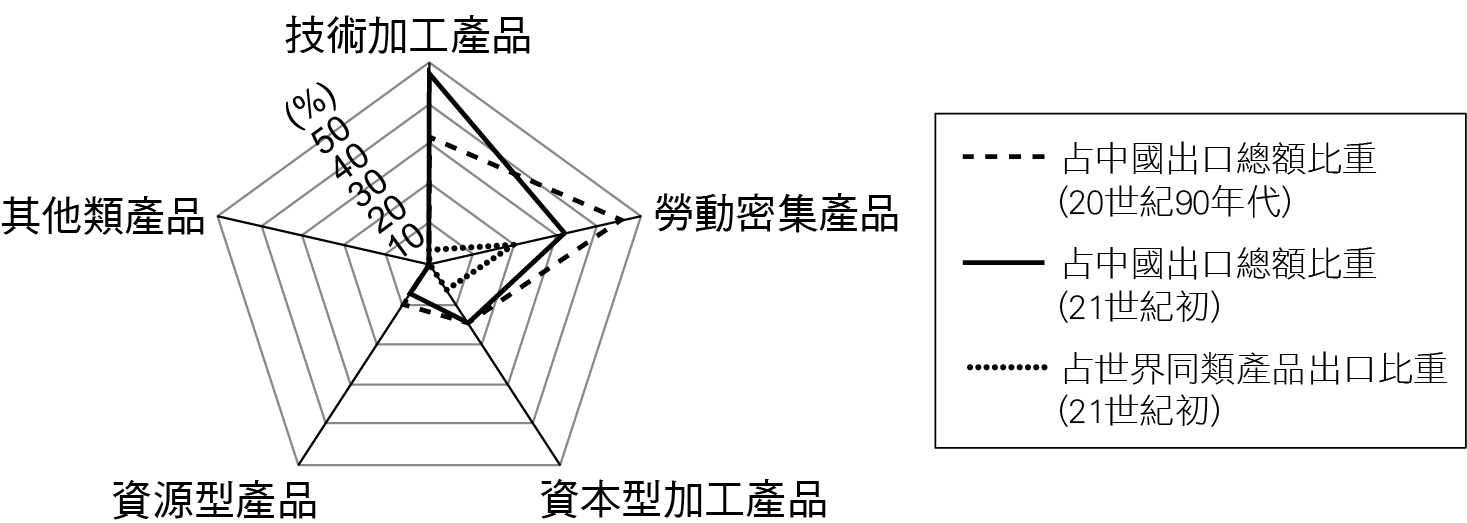 技術加工產品
(%)
50
40
30
20
10
其他類產品
勞動密集產品
資源型產品
資本型加工產品
占中國出口總額比重
(20世紀90年代)
占中國出口總額比重
(21世紀初)
占世界同類產品出口比重
(21世紀初)